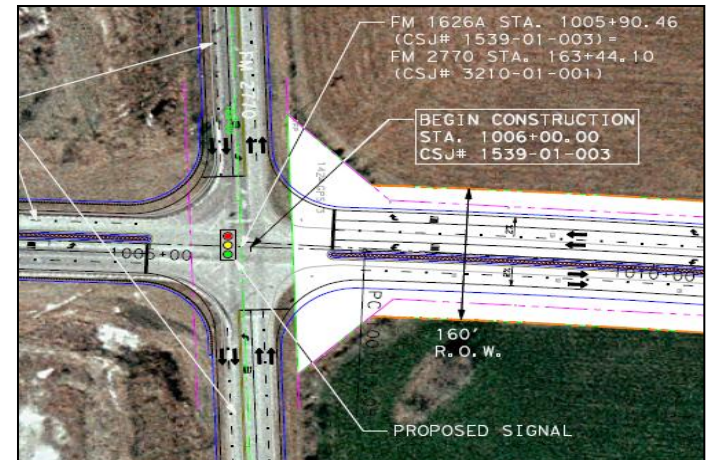 FM 1626A STA. 1005+90.46
(CSJ# 1539-01-003)=
FM 2770 STA. 163+44.10
(CSJ# 3210-01-001)
FM 2770
BEGIN CONSTRUCTION
STA. 1006+00.00
CSJ# 1539-01-003
1005+00
1010+00
160'
R.O.W.
PROPOSED SIGNAL